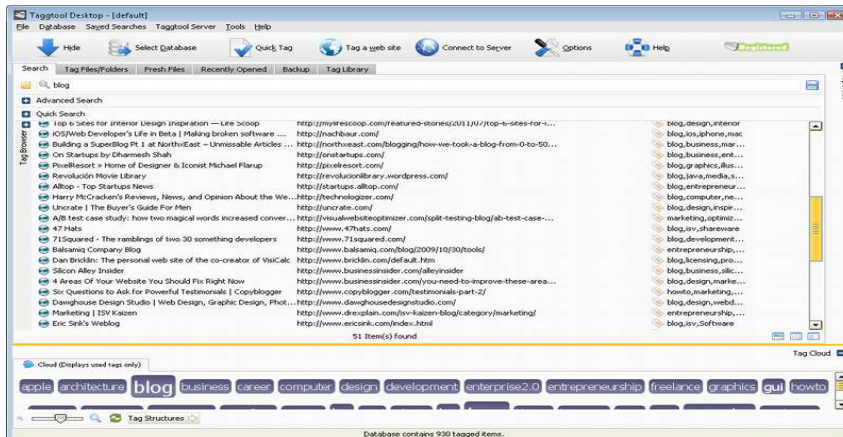 Taggtool Desktop - [default]
File Database Saved Searches Taggtool Server Tools Help
Hide Select Database Quick Tag Tag a web site Connect to Server Options Help Registered
Search Tag Files/Folders Fresh Files Recently Opened Backup Tag Library
blog
Advanced Search
Quick Search
Tag Browser
Top 6 Sites for Interior Design Inspiration — Life Scoop http://mylifescoop.com/featured-stories/2011/07/top-6-sites-for-i... blog,design,interior
iOS/Web Developer's Life in Beta | Making broken software ... http://nachbaur.com/ blog,ios,iphone,mac
Building a SuperBlog Pt 1 at NorthxEast – Unmissable Articles ... http://northxeast.com/blogging/how-we-took-a-blog-from-0-to-50... blog,business,mar...
On Startups by Dharmesh Shah http://onstartups.com/ blog,business,ent...
PixelResort > Home of Designer & Iconist Michael Flarup http://pixelresort.com/ blog,graphics,illus...
Revolución Movie Library http://revolucionlibrary.wordpress.com/ blog,java,media,s...
Alltop - Top Startups News http://startups.alltop.com/ blog,entrepreneur...
Harry McCracken's Reviews, News, and Opinion About the We... http://technologizer.com/ blog,computer,ne...
Uncrate | The Buyer's Guide For Men http://uncrate.com/ blog,design,inspir...
A/B test case study: how two magical words increased conver... http://visualwebsiteoptimizer.com/split-testing-blog/ab-test-case-... marketing,optimiz...
47 Hats http://www.47hats.com/ blog,isv,shareware
71Squared - The ramblings of two 30 something developers http://www.71squared.com/ blog,development...
Balsamiq Company Blog http://www.balsamiq.com/blog/2009/10/30/tools/ entrepreneurship,...
Dan Bricklin: The personal web site of the co-creator of VisiCalc http://www.bricklin.com/default.htm blog,licensing,pro...
Silicon Alley Insider http://www.businessinsider.com/alleyinsider blog,business,silic...
4 Areas Of Your Website You Should Fix Right Now http://www.businessinsider.com/you-need-to-improve-these-area... blog,design,marke...
Six Questions to Ask for Powerful Testimonials | Copyblogger http://www.copyblogger.com/testimonials-part-2/ howto,marketing,...
Dawghouse Design Studio | Web Design, Graphic Design, Phot... http://www.dawghousedesignstudio.com/ blog,design,webd...
Marketing | ISV Kaizen http://www.drexplain.com/isv-kaizen-blog/category/marketing/ entrepreneurship,...
Eric Sink's Weblog http://www.ericsink.com/index.html blog,isv,Software
51 Item(s) found
Tag Cloud
Cloud (Displays used tags only)
apple architecture blog business career computer design development enterprise2.0 entrepreneurship freelance graphics gui howto
Tag Structures
Database contains 930 tagged items.